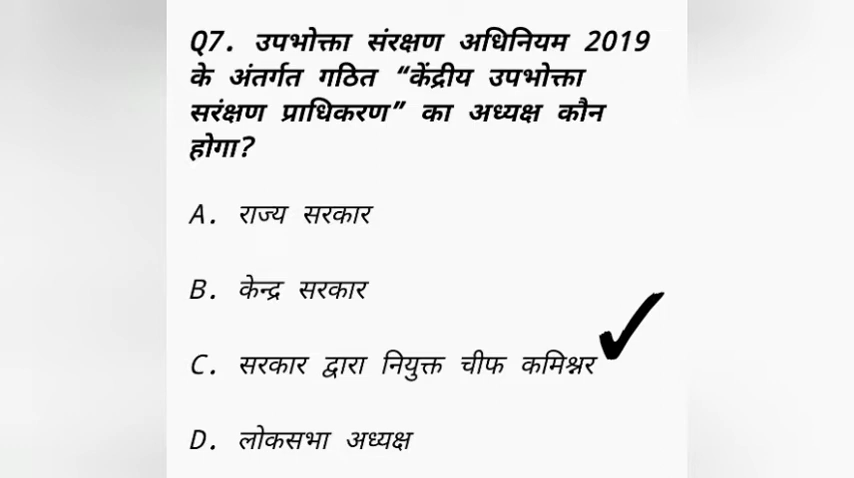 Q7. उपभोक्ता संरक्षण अधिनियम 2019
के अंतर्गत गठित “केंद्रीय उपभोक्ता
सरंक्षण प्राधिकरण” का अध्यक्ष कौन
होगा?
A. राज्य सरकार
B. केन्द्र सरकार
C. सरकार द्वारा नियुक्त चीफ कमिश्नर
D. लोकसभा अध्यक्ष